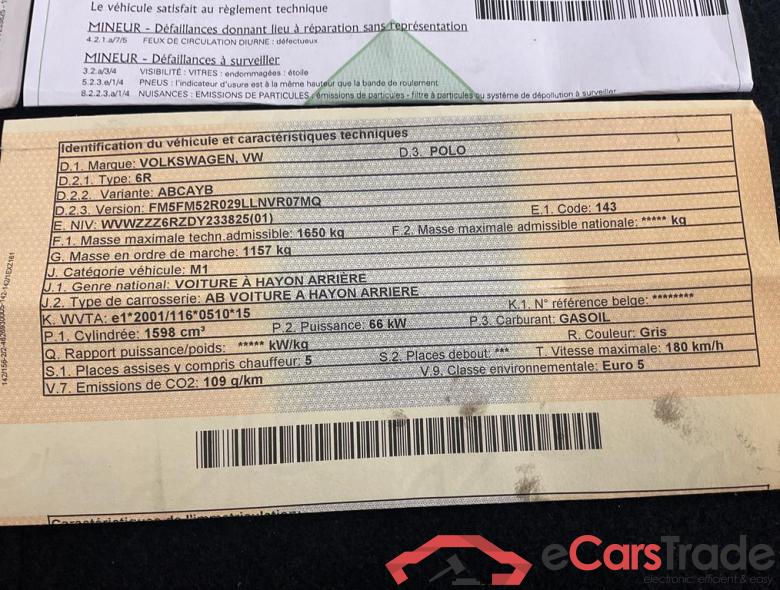 Le véhicule satisfait au règlement technique
MINEUR - Défaillances donnant lieu à réparation sans représentation
4.2.1.a/7/5 FEUX DE CIRCULATION DIURNE : défectueux
MINEUR - Défaillances à surveiller
3.2.a/3/4 VISIBILITÉ : VITRES : endommagées : étoile
5.2.3.e/1/4 PNEUS : l'indicateur d'usure est à la même hauteur que la bande de roulement
8.2.2.3.a/1/4 NUISANCES : EMISSIONS DE PARTICULES : émissions de particules - filtre à particules ou système de dépollution à surveiller
Identification du véhicule et caractéristiques techniques
D.1. Marque: VOLKSWAGEN, VW D.3. POLO
D.2.1. Type: 6R
D.2.2. Variante: ABCAYB
D.2.3. Version: FM5FM52R029LLNVR07MQ
E. NIV: WVWZZZ6RZDY233825(01) E.1. Code: 143
F.1. Masse maximale techn.admissible: 1650 kg F.2. Masse maximale admissible nationale: ***** kg
G. Masse en ordre de marche: 1157 kg
J. Catégorie véhicule: M1
J.1. Genre national: VOITURE À HAYON ARRIÈRE
J.2. Type de carrosserie: AB VOITURE A HAYON ARRIERE
K. WVTA: e1*2001/116*0510*15 K.1. N° référence belge: ********
P.1. Cylindrée: 1598 cm³ P.2. Puissance: 66 kW P.3. Carburant: GASOIL
Q. Rapport puissance/poids: ***** kW/kg R. Couleur: Gris
S.1. Places assises y compris chauffeur: 5 S.2. Places debout: *** T. Vitesse maximale: 180 km/h
V.7. Emissions de CO2: 109 g/km V.9. Classe environnementale: Euro 5
Caractéristiques de l'immatriculation:
eCarsTrade
electronic, efficient & easy